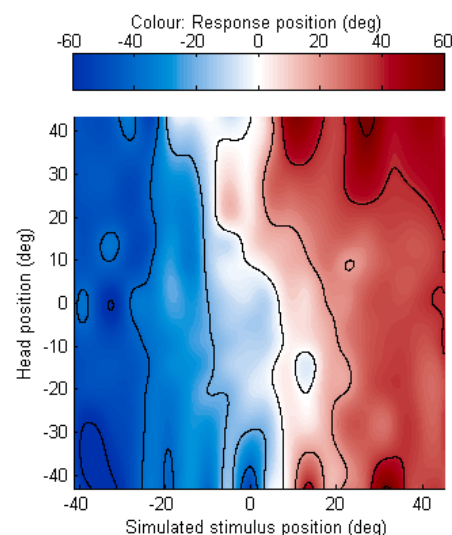 Colour: Response position (deg)
-60 -40 -20 0 20 40 60
Head position (deg)
40
30
20
10
0
-10
-20
-30
-40
-40 -20 0 20 40
Simulated stimulus position (deg)